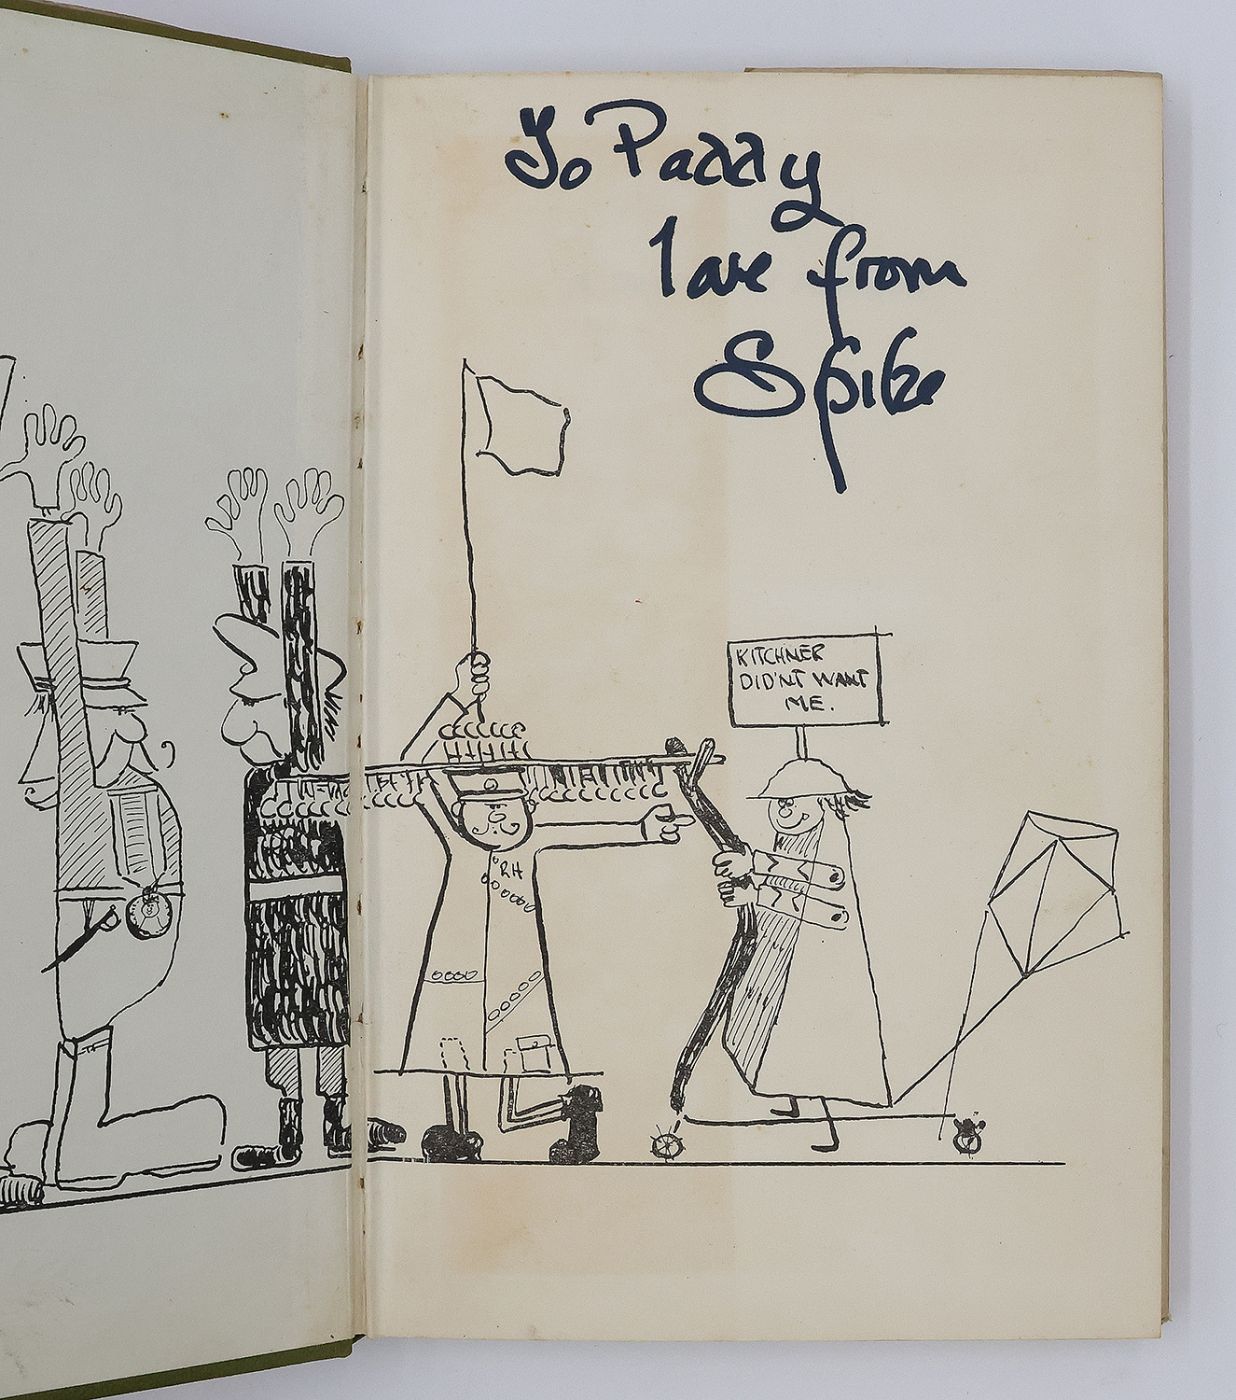 To Paddy
love from
Spike
KITCHNER
DID'NT WANT
ME.
RH